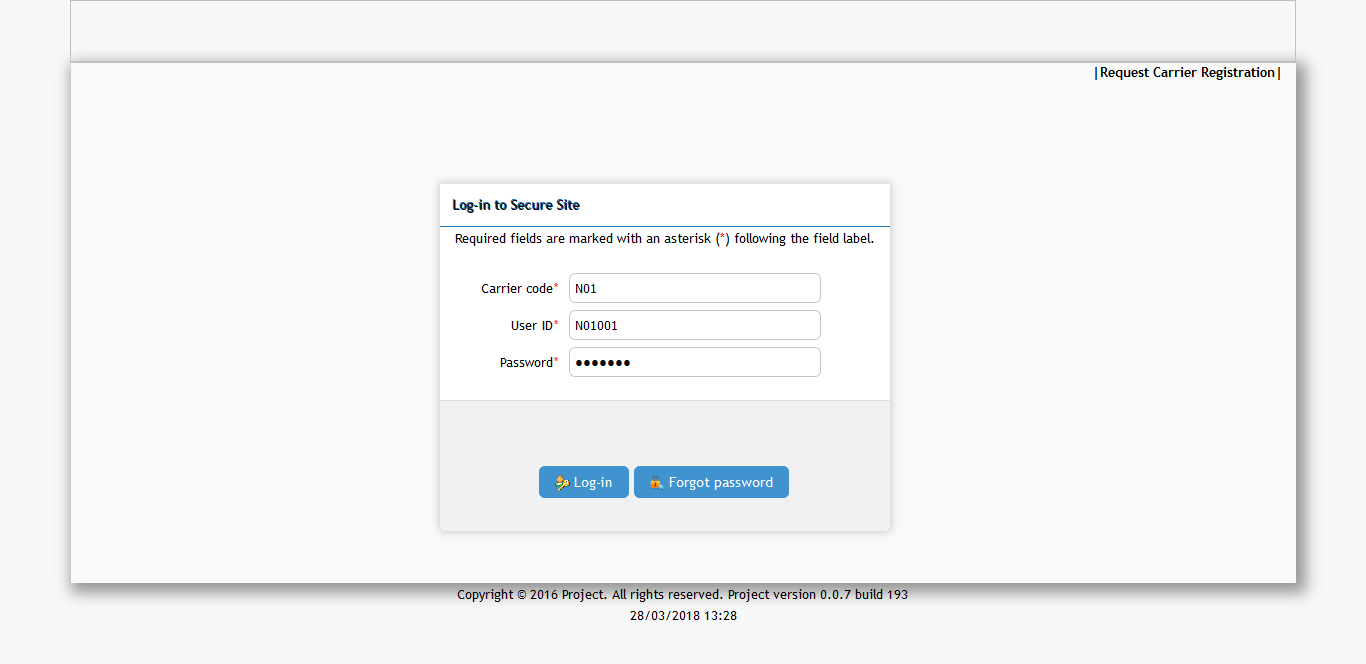 |Request Carrier Registration|
Log-in to Secure Site
Required fields are marked with an asterisk (*) following the field label.
Carrier code* N01
User ID* N01001
Password* ●●●●●●●
Log-in Forgot password
Copyright © 2016 Project. All rights reserved. Project version 0.0.7 build 193
28/03/2018 13:28